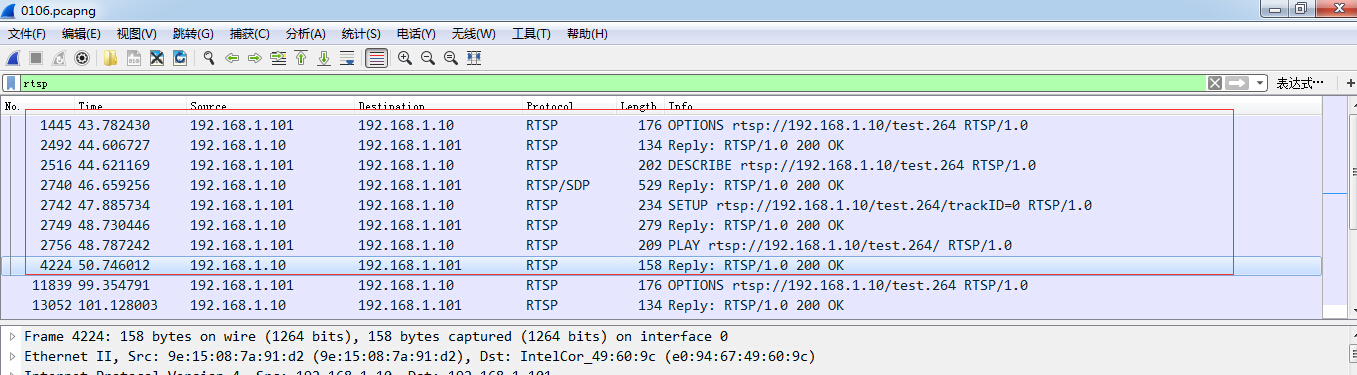 0106.pcapng
文件(F) 编辑(E) 视图(V) 跳转(G) 捕获(C) 分析(A) 统计(S) 电话(Y) 无线(W) 工具(T) 帮助(H)
rtsp 表达式…
No. Time Source Destination Protocol Length Info
1445 43.782430 192.168.1.101 192.168.1.10 RTSP 176 OPTIONS rtsp://192.168.1.10/test.264 RTSP/1.0
2492 44.606727 192.168.1.10 192.168.1.101 RTSP 134 Reply: RTSP/1.0 200 OK
2516 44.621169 192.168.1.101 192.168.1.10 RTSP 202 DESCRIBE rtsp://192.168.1.10/test.264 RTSP/1.0
2740 46.659256 192.168.1.10 192.168.1.101 RTSP/SDP 529 Reply: RTSP/1.0 200 OK
2742 47.885734 192.168.1.101 192.168.1.10 RTSP 234 SETUP rtsp://192.168.1.10/test.264/trackID=0 RTSP/1.0
2749 48.730446 192.168.1.10 192.168.1.101 RTSP 279 Reply: RTSP/1.0 200 OK
2756 48.787242 192.168.1.101 192.168.1.10 RTSP 209 PLAY rtsp://192.168.1.10/test.264/ RTSP/1.0
4224 50.746012 192.168.1.10 192.168.1.101 RTSP 158 Reply: RTSP/1.0 200 OK
11839 99.354791 192.168.1.101 192.168.1.10 RTSP 176 OPTIONS rtsp://192.168.1.10/test.264 RTSP/1.0
13052 101.128003 192.168.1.10 192.168.1.101 RTSP 134 Reply: RTSP/1.0 200 OK
Frame 4224: 158 bytes on wire (1264 bits), 158 bytes captured (1264 bits) on interface 0
Ethernet II, Src: 9e:15:08:7a:91:d2 (9e:15:08:7a:91:d2), Dst: IntelCor_49:60:9c (e0:94:67:49:60:9c)
Internet Protocol Version 4, Src: 192.168.1.10, Dst: 192.168.1.101